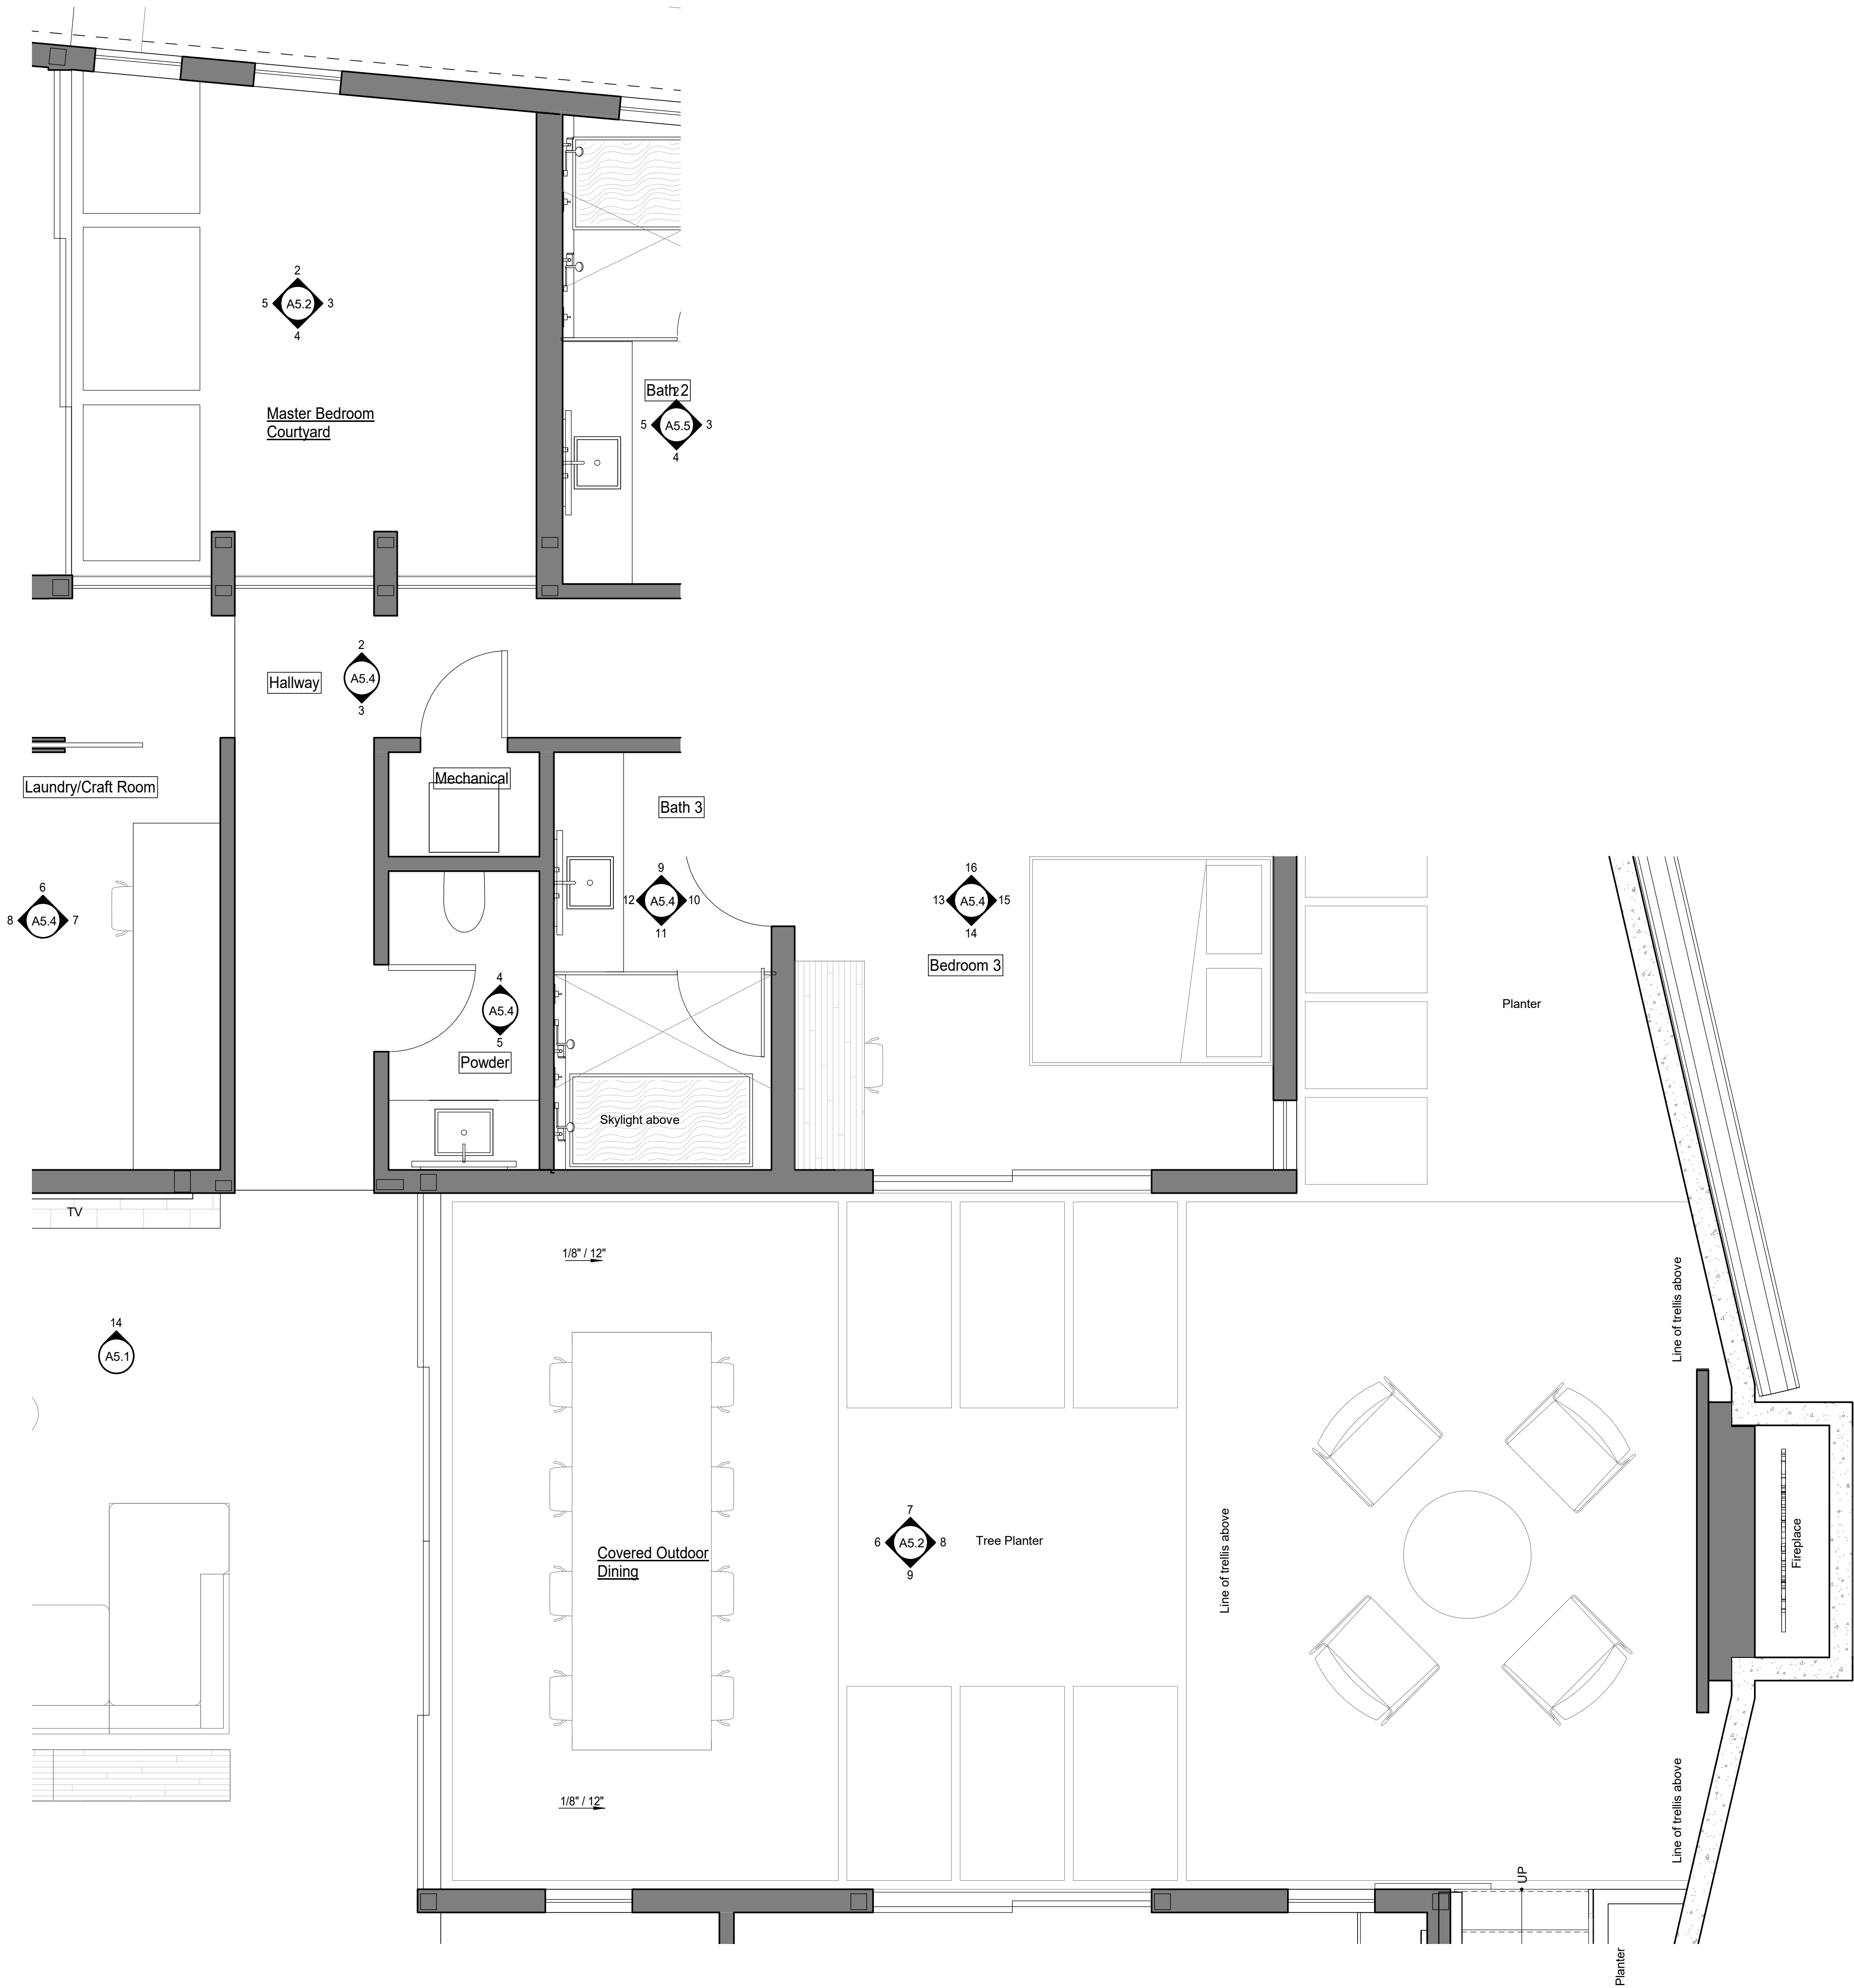 2
5
A5.2
3
4
Master Bedroom
Courtyard
Bath 2
2
5
A5.5
3
4
2
Hallway
A5.4
3
Laundry/Craft Room
Mechanical
Bath 3
6
8
A5.4
7
9
12
A5.4
10
11
16
13
A5.4
15
14
Bedroom 3
4
A5.4
5
Powder
Planter
Skylight above
TV
1/8" / 12"
14
A5.1
Line of trellis above
7
6
A5.2
8
9
Tree Planter
Covered Outdoor
Dining
Line of trellis above
Fireplace
1/8" / 12"
Line of trellis above
UP
Planter